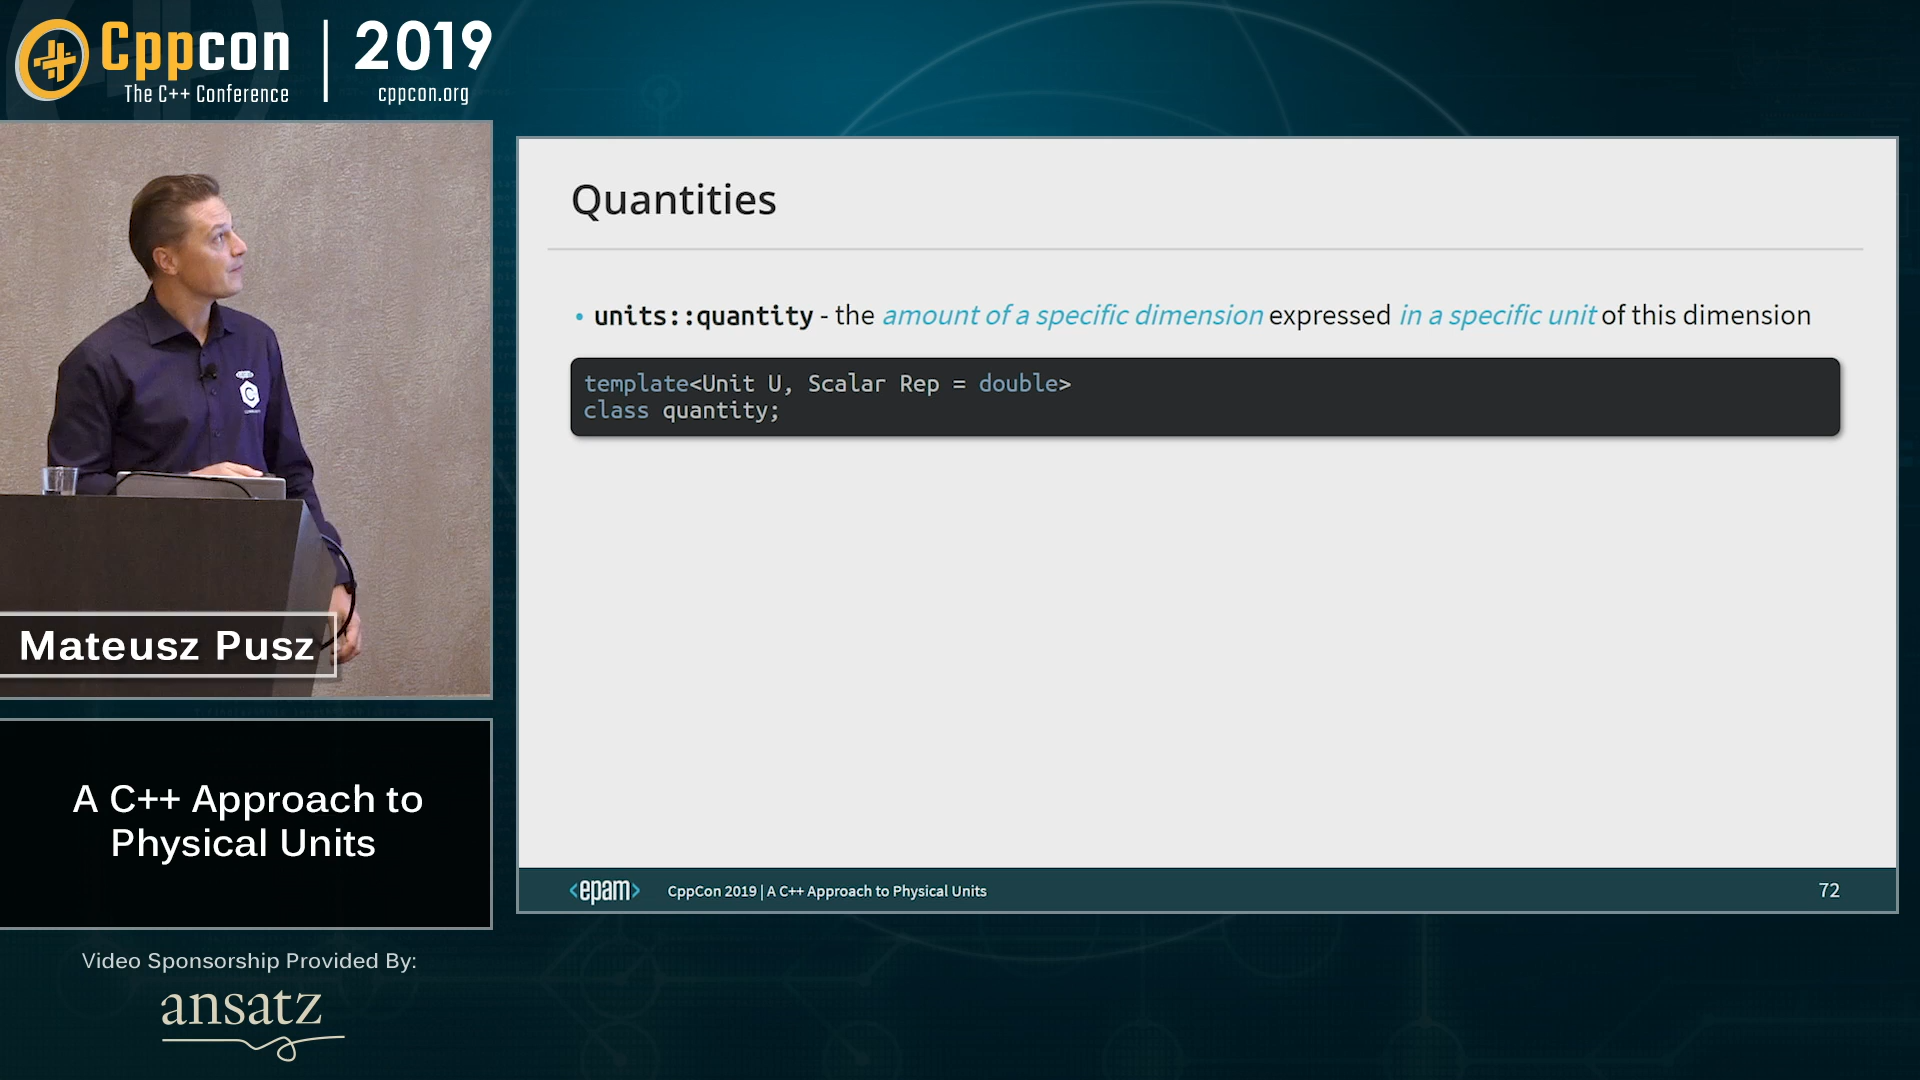 Cppcon
The C++ Conference
2019
cppcon.org
Mateusz Pusz
A C++ Approach to
Physical Units
Video Sponsorship Provided By:
ansatz
Quantities
• units::quantity - the amount of a specific dimension expressed in a specific unit of this dimension
template<Unit U, Scalar Rep = double>
class quantity;
<epam>
CppCon 2019 | A C++ Approach to Physical Units
72